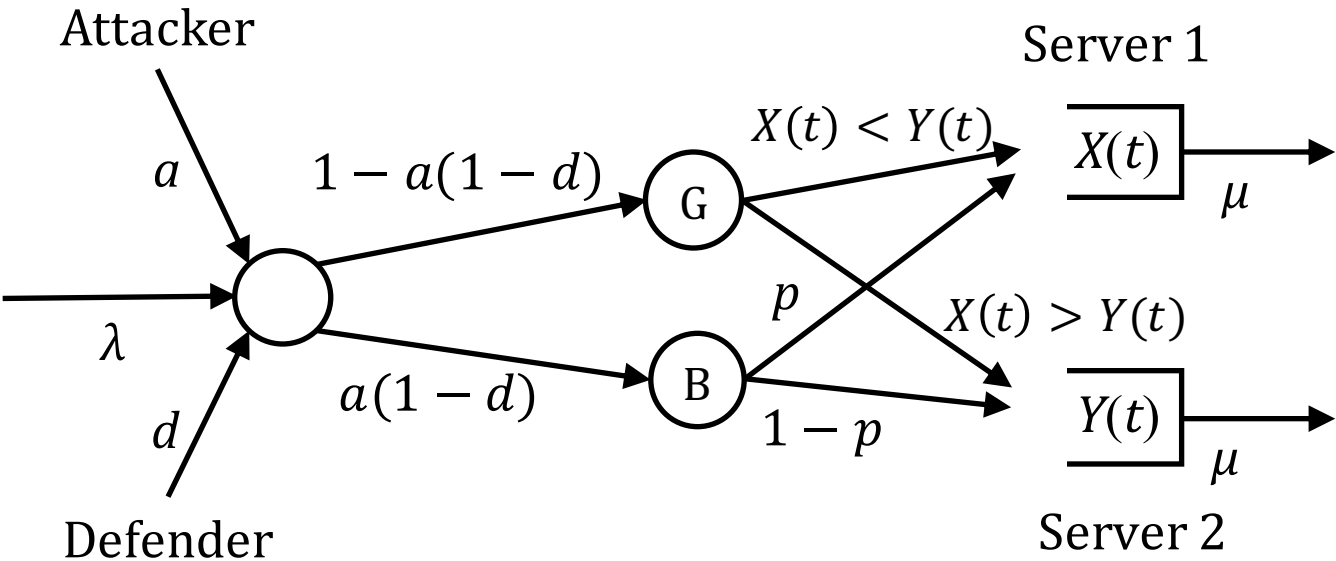 Attacker
Server 1
a
1 − a(1 − d)
X(t) < Y(t)
X(t)
G
μ
λ
p
X(t) > Y(t)
a(1 − d)
B
Y(t)
d
1 − p
μ
Defender
Server 2